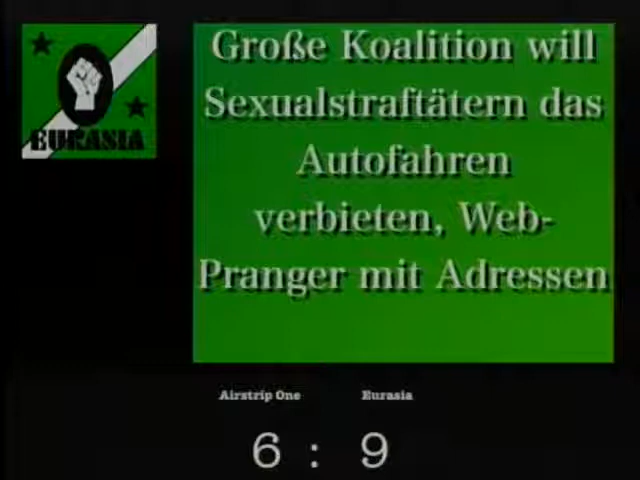 EURASIA
Große Koalition will
Sexualstraftätern das
Autofahren
verbieten, Web-
Pranger mit Adressen
Airstrip One
Eurasia
6 : 9